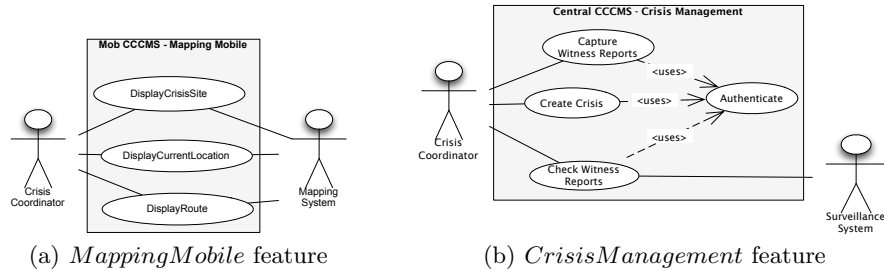 Mob CCCMS - Mapping Mobile
DisplayCrisisSite
DisplayCurrentLocation
DisplayRoute
Crisis
Coordinator
Mapping
System
(a) MappingMobile feature
Central CCCMS - Crisis Management
Capture
Witness Reports
<uses>
Create Crisis
<uses>
Authenticate
<uses>
Check Witness
Reports
Crisis
Coordinator
Surveillance
System
(b) CrisisManagement feature